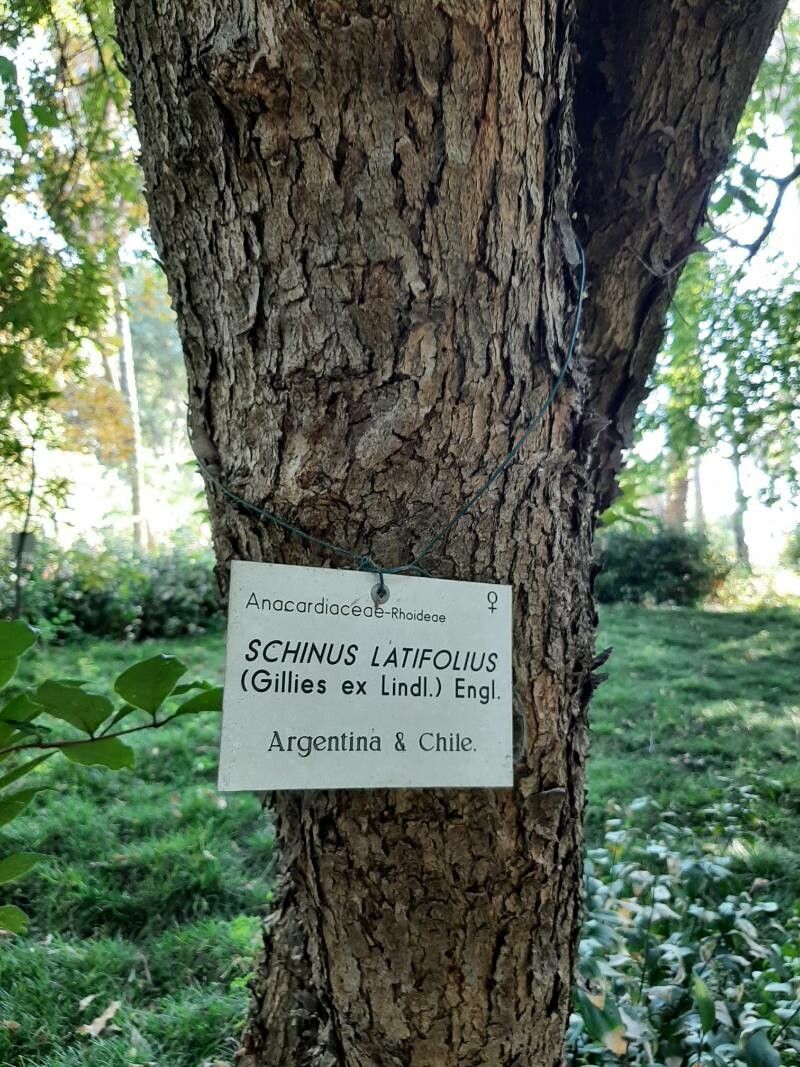 Anacardiaceae-Rhoideae ♀
SCHINUS LATIFOLIUS
(Gillies ex Lindl.) Engl.
Argentina & Chile.